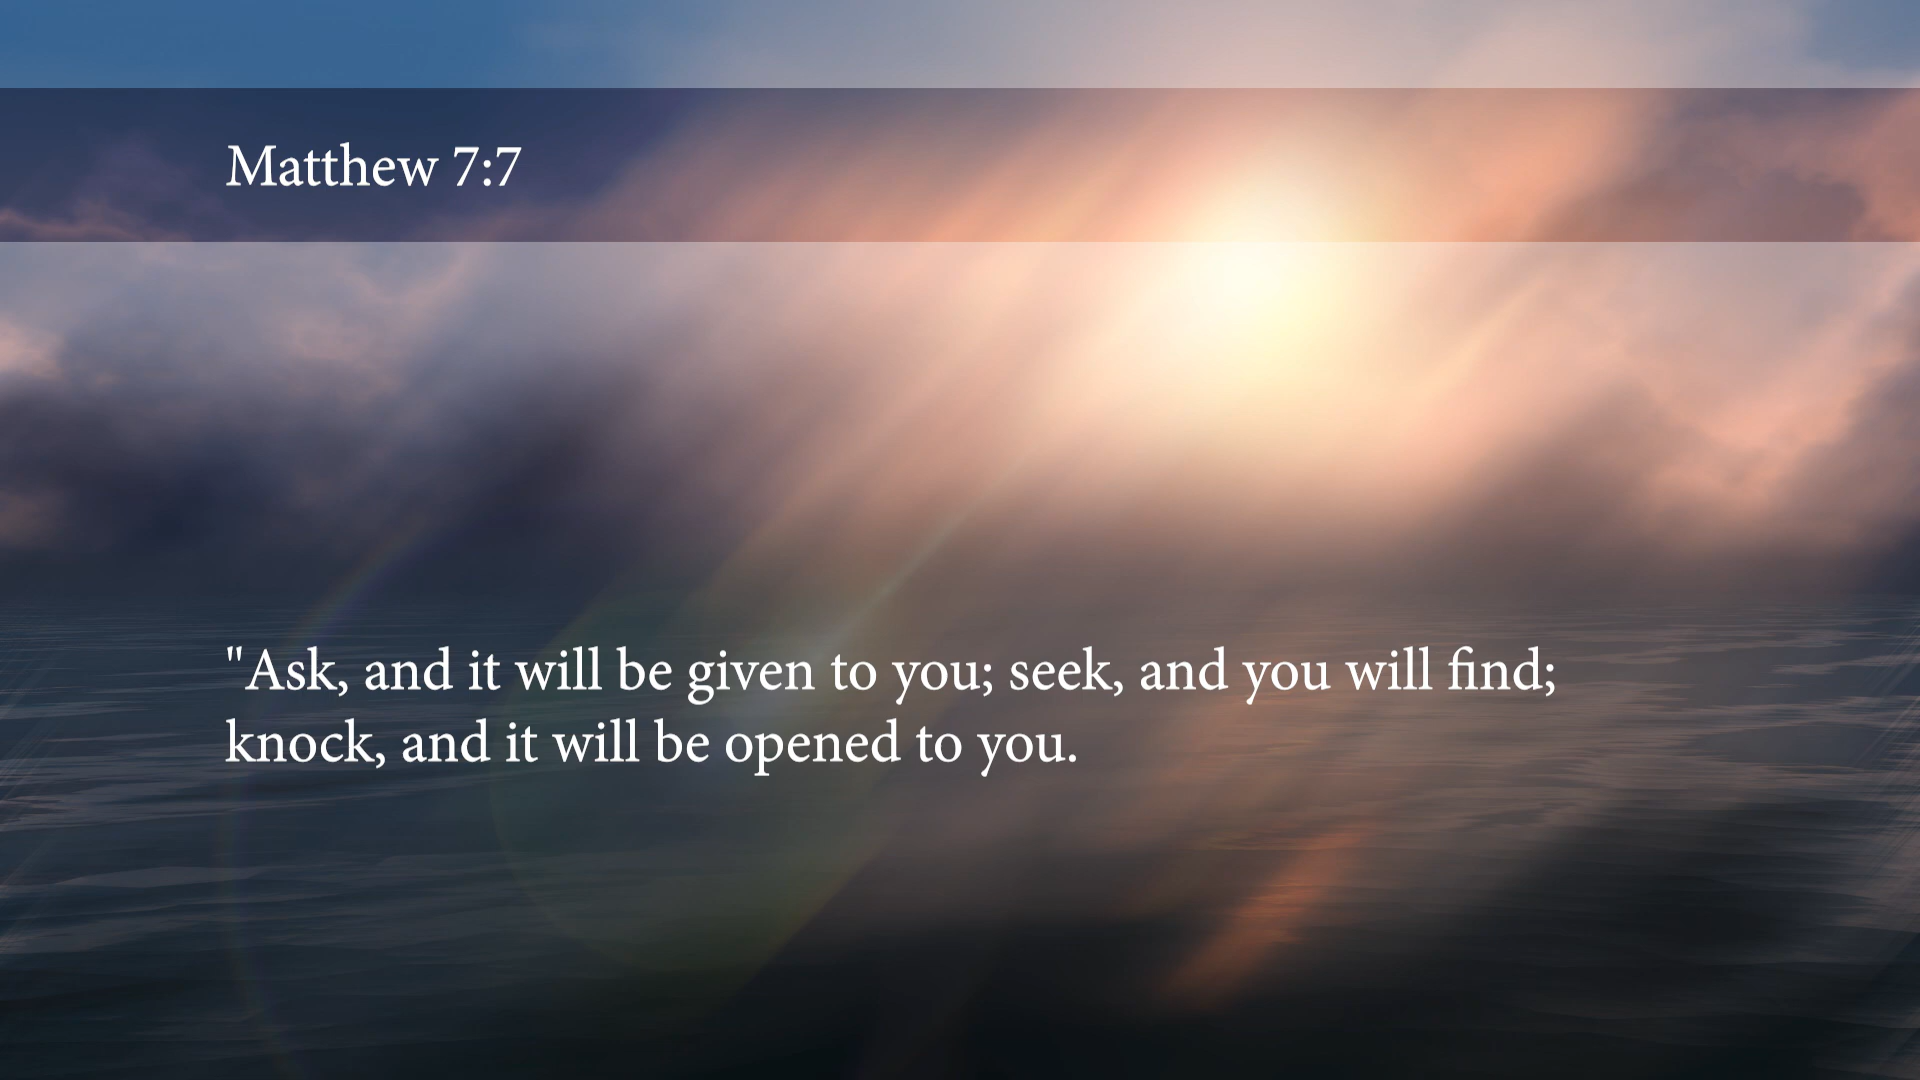 Matthew 7:7
"Ask, and it will be given to you; seek, and you will find;
knock, and it will be opened to you.